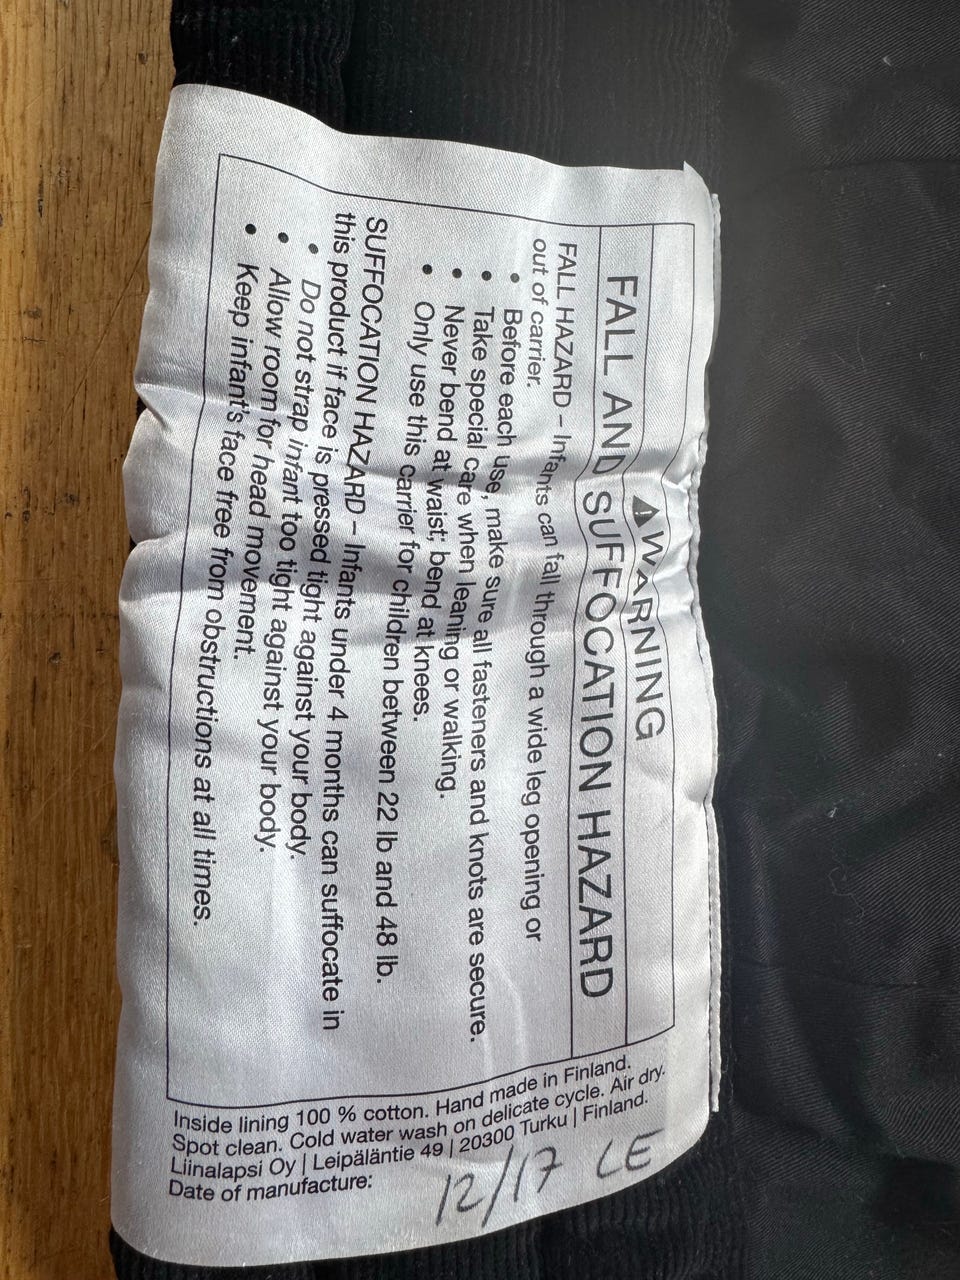 ⚠WARNING
FALL AND SUFFOCATION HAZARD
FALL HAZARD – Infants can fall through a wide leg opening or
out of carrier.
• Before each use, make sure all fasteners and knots are secure.
• Take special care when leaning or walking.
• Never bend at waist; bend at knees.
• Only use this carrier for children between 22 lb and 48 lb.
SUFFOCATION HAZARD – Infants under 4 months can suffocate in
this product if face is pressed tight against your body.
• Do not strap infant too tight against your body.
• Allow room for head movement.
• Keep infant's face free from obstructions at all times.
Inside lining 100 % cotton. Hand made in Finland.
Spot clean. Cold water wash on delicate cycle. Air dry.
Liinalapsi Oy | Leipäläntie 49 | 20300 Turku | Finland.
Date of manufacture: 12/17 LE